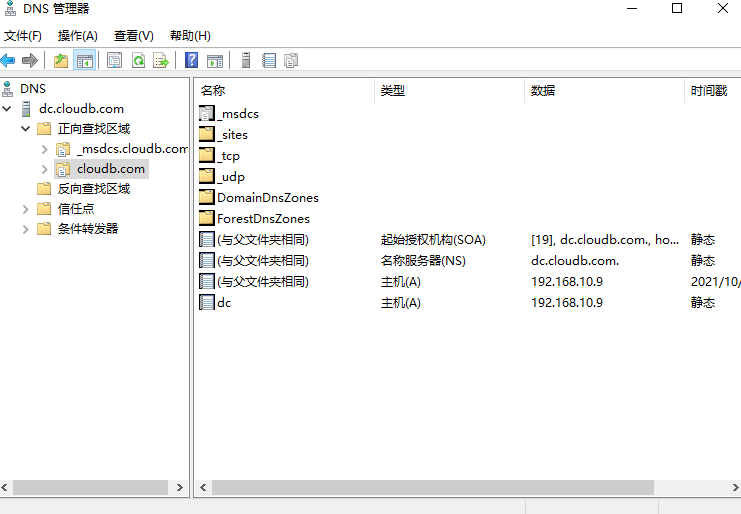 DNS 管理器
文件(F) 操作(A) 查看(V) 帮助(H)
DNS
dc.cloudb.com
正向查找区域
_msdcs.cloudb.com
cloudb.com
反向查找区域
信任点
条件转发器
名称 类型 数据 时间戳
_msdcs
_sites
_tcp
_udp
DomainDnsZones
ForestDnsZones
(与父文件夹相同) 起始授权机构(SOA) [19], dc.cloudb.com., ho... 静态
(与父文件夹相同) 名称服务器(NS) dc.cloudb.com. 静态
(与父文件夹相同) 主机(A) 192.168.10.9 2021/10/
dc 主机(A) 192.168.10.9 静态